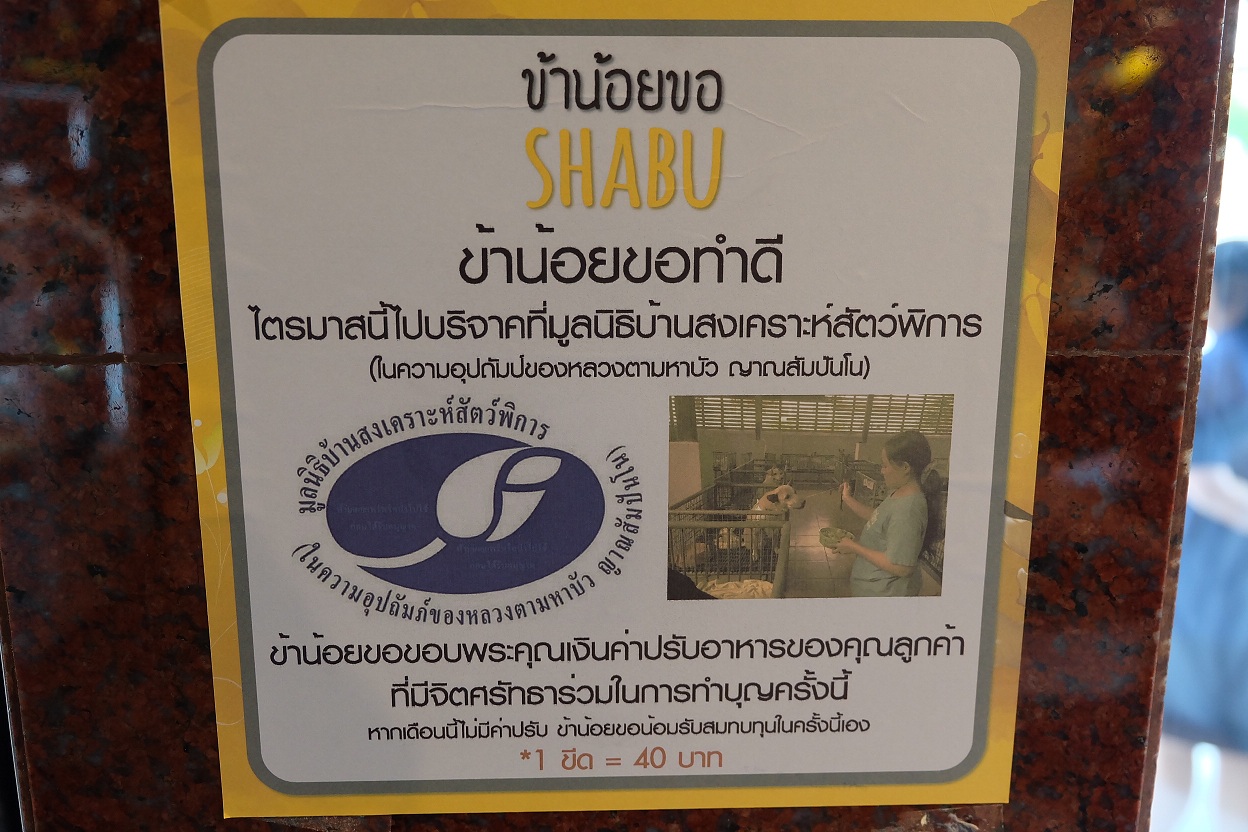 ข้าน้อยขอ
SHABU
ข้าน้อยขอทำดี
ไตรมาสนี้ไปบริจาคที่มูลนิธิบ้านสงเคราะห์สัตว์พิการ
(ในความอุปถัมป์ของหลวงตามหาบัว ญาณสัมปันโน)
มูลนิธิบ้านสงเคราะห์สัตว์พิการ
(ในความอุปถัมภ์ของหลวงตามหาบัว ญาณสัมปันโน)
ข้าน้อยขอขอบพระคุณเงินค่าปรับอาหารของคุณลูกค้า
ที่มีจิตศรัทธาร่วมในการทำบุญครั้งนี้
หากเดือนนี้ไม่มีค่าปรับ ข้าน้อยขอน้อมรับสมทบทุนในครั้งนี้เอง
*1 ขีด = 40 บาท